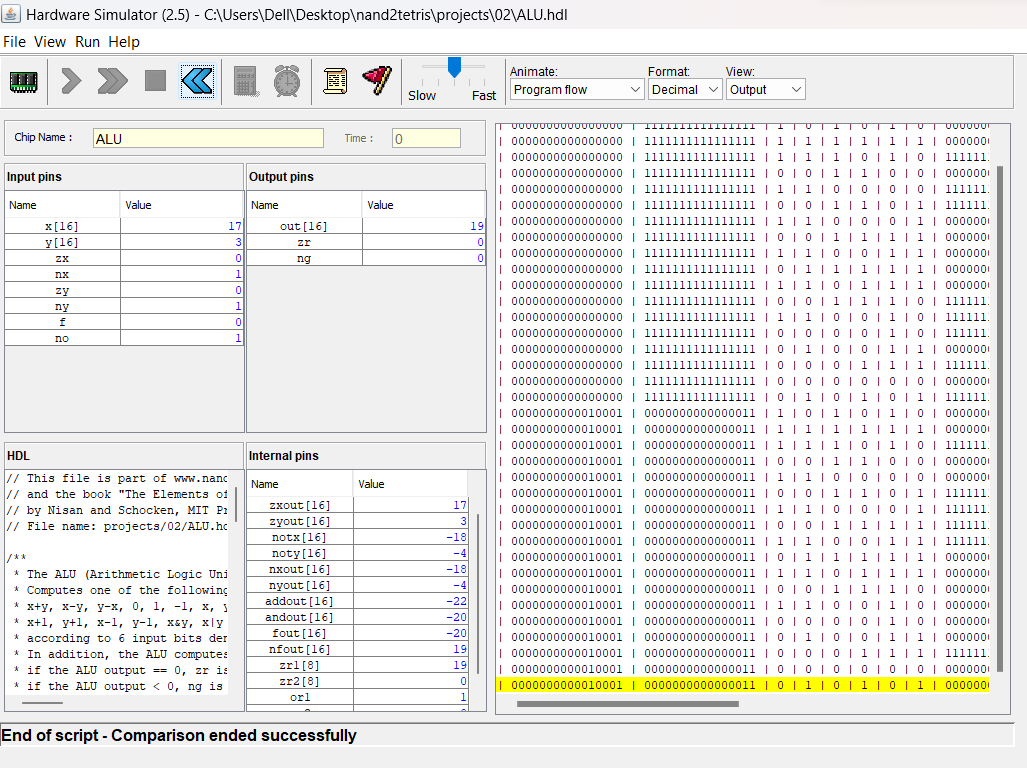 Hardware Simulator (2.5) - C:\Users\Dell\Desktop\nand2tetris\projects\02\ALU.hdl
File View Run Help
Slow Fast
Animate: Format: View:
Program flow Decimal Output
Chip Name : ALU Time : 0
Input pins
Name Value
x[16] 17
y[16] 3
zx 0
nx 1
zy 0
ny 1
f 0
no 1
Output pins
Name Value
out[16] 19
zr 0
ng 0
HDL
// This file is part of www.nand
// and the book "The Elements of
// by Nisan and Schocken, MIT Pr
// File name: projects/02/ALU.hd
/**
* The ALU (Arithmetic Logic Uni
* Computes one of the following
* x+y, x-y, y-x, 0, 1, -1, x, y
* x+1, y+1, x-1, y-1, x&y, x|y
* according to 6 input bits den
* In addition, the ALU computes
* if the ALU output == 0, zr is
* if the ALU output < 0, ng is
Internal pins
Name Value
zxout[16] 17
zyout[16] 3
notx[16] -18
noty[16] -4
nxout[16] -18
nyout[16] -4
addout[16] -22
andout[16] -20
fout[16] -20
nfout[16] 19
zr1[8] 19
zr2[8] 0
or1 1
| 0000000000000000 | 1111111111111111 | 1 | 0 | 1 | 0 | 1 | 0 | 000000
| 0000000000000000 | 1111111111111111 | 1 | 1 | 1 | 1 | 1 | 1 | 000000
| 0000000000000000 | 1111111111111111 | 1 | 1 | 1 | 0 | 1 | 0 | 111111
| 0000000000000000 | 1111111111111111 | 0 | 0 | 1 | 1 | 0 | 0 | 000000
| 0000000000000000 | 1111111111111111 | 1 | 1 | 0 | 0 | 0 | 0 | 111111
| 0000000000000000 | 1111111111111111 | 0 | 0 | 1 | 1 | 0 | 1 | 111111
| 0000000000000000 | 1111111111111111 | 1 | 1 | 0 | 0 | 0 | 1 | 000000
| 0000000000000000 | 1111111111111111 | 0 | 0 | 1 | 1 | 1 | 1 | 000000
| 0000000000000000 | 1111111111111111 | 1 | 1 | 0 | 0 | 1 | 1 | 000000
| 0000000000000000 | 1111111111111111 | 0 | 1 | 1 | 1 | 1 | 1 | 000000
| 0000000000000000 | 1111111111111111 | 1 | 1 | 0 | 1 | 1 | 1 | 000000
| 0000000000000000 | 1111111111111111 | 0 | 0 | 1 | 1 | 1 | 0 | 111111
| 0000000000000000 | 1111111111111111 | 1 | 1 | 0 | 0 | 1 | 0 | 111111
| 0000000000000000 | 1111111111111111 | 0 | 0 | 0 | 0 | 1 | 0 | 111111
| 0000000000000000 | 1111111111111111 | 0 | 1 | 0 | 0 | 1 | 1 | 000000
| 0000000000000000 | 1111111111111111 | 0 | 0 | 0 | 1 | 1 | 1 | 111111
| 0000000000000000 | 1111111111111111 | 0 | 0 | 0 | 0 | 0 | 0 | 000000
| 0000000000000000 | 1111111111111111 | 0 | 1 | 0 | 1 | 0 | 1 | 111111
| 0000000000010001 | 0000000000000011 | 1 | 0 | 1 | 0 | 1 | 0 | 000000
| 0000000000010001 | 0000000000000011 | 1 | 1 | 1 | 1 | 1 | 1 | 000000
| 0000000000010001 | 0000000000000011 | 1 | 1 | 1 | 0 | 1 | 0 | 111111
| 0000000000010001 | 0000000000000011 | 0 | 0 | 1 | 1 | 0 | 0 | 000000
| 0000000000010001 | 0000000000000011 | 1 | 1 | 0 | 0 | 0 | 0 | 000000
| 0000000000010001 | 0000000000000011 | 0 | 0 | 1 | 1 | 0 | 1 | 111111
| 0000000000010001 | 0000000000000011 | 1 | 1 | 0 | 0 | 0 | 1 | 111111
| 0000000000010001 | 0000000000000011 | 0 | 0 | 1 | 1 | 1 | 1 | 111111
| 0000000000010001 | 0000000000000011 | 1 | 1 | 0 | 0 | 1 | 1 | 111111
| 0000000000010001 | 0000000000000011 | 0 | 1 | 1 | 1 | 1 | 1 | 000000
| 0000000000010001 | 0000000000000011 | 1 | 1 | 0 | 1 | 1 | 1 | 000000
| 0000000000010001 | 0000000000000011 | 0 | 0 | 1 | 1 | 1 | 0 | 000000
| 0000000000010001 | 0000000000000011 | 1 | 1 | 0 | 0 | 1 | 0 | 000000
| 0000000000010001 | 0000000000000011 | 0 | 0 | 0 | 0 | 1 | 0 | 000000
| 0000000000010001 | 0000000000000011 | 0 | 1 | 0 | 0 | 1 | 1 | 000000
| 0000000000010001 | 0000000000000011 | 0 | 0 | 0 | 1 | 1 | 1 | 111111
| 0000000000010001 | 0000000000000011 | 0 | 0 | 0 | 0 | 0 | 0 | 000000
| 0000000000010001 | 0000000000000011 | 0 | 1 | 0 | 1 | 0 | 1 | 000000
End of script - Comparison ended successfully